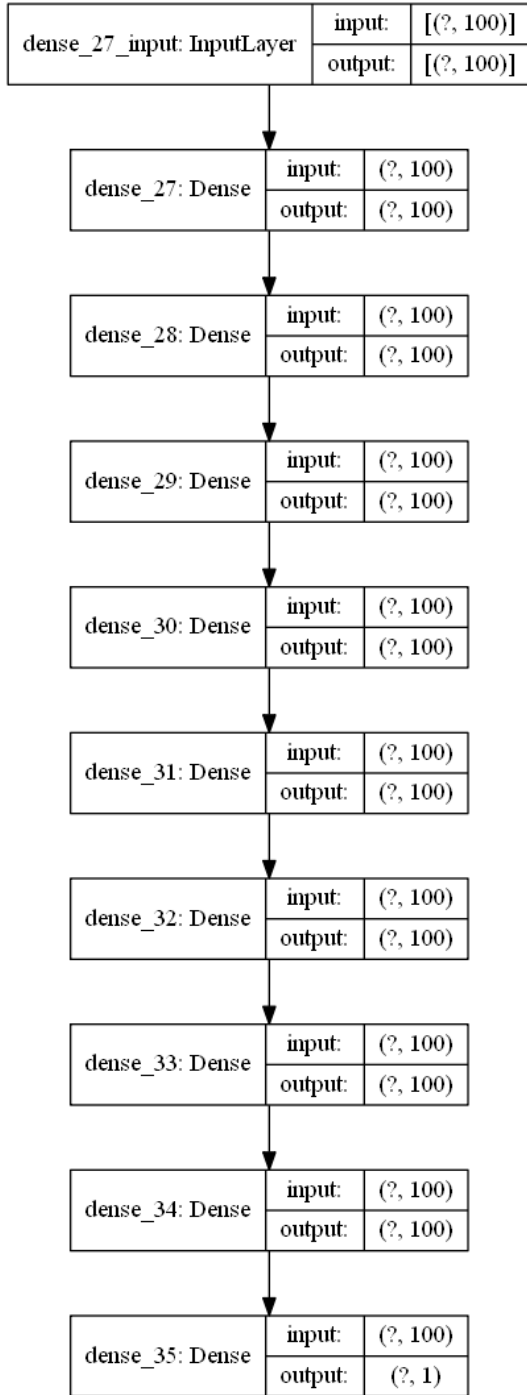 dense_27_input: InputLayer
input: [(?, 100)]
output: [(?, 100)]
dense_27: Dense
input: (?, 100)
output: (?, 100)
dense_28: Dense
input: (?, 100)
output: (?, 100)
dense_29: Dense
input: (?, 100)
output: (?, 100)
dense_30: Dense
input: (?, 100)
output: (?, 100)
dense_31: Dense
input: (?, 100)
output: (?, 100)
dense_32: Dense
input: (?, 100)
output: (?, 100)
dense_33: Dense
input: (?, 100)
output: (?, 100)
dense_34: Dense
input: (?, 100)
output: (?, 100)
dense_35: Dense
input: (?, 100)
output: (?, 1)